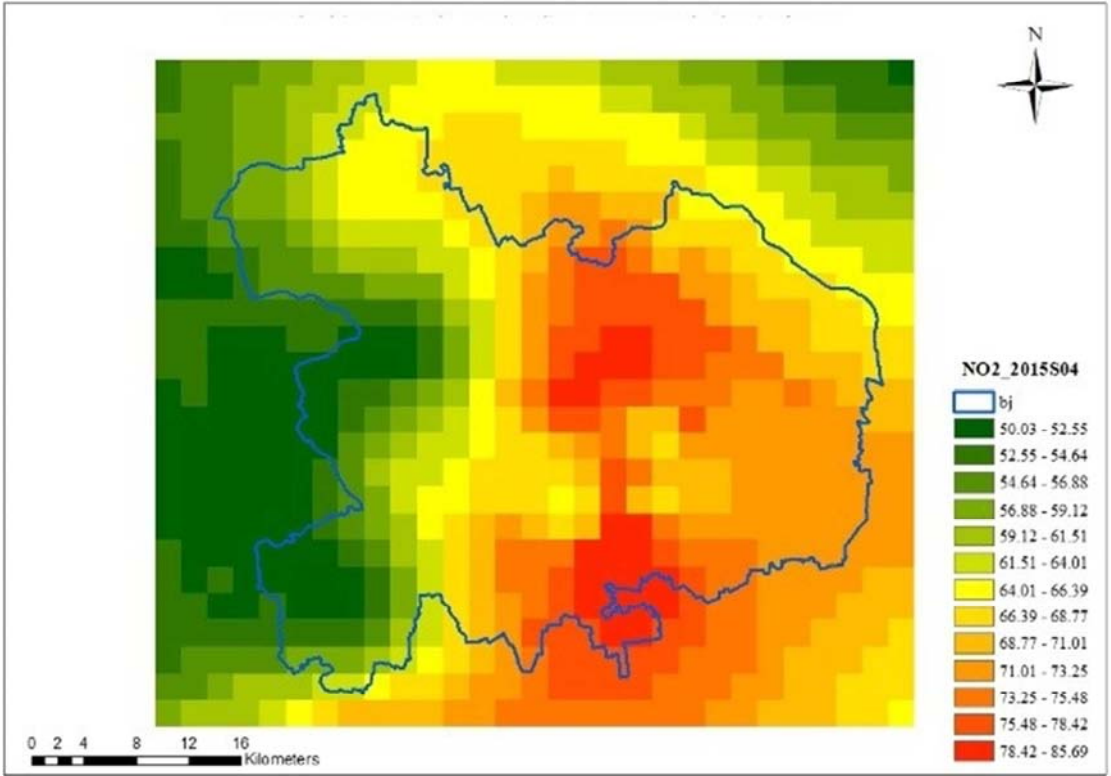 N
NO2_2015S04
bj
50.03 - 52.55
52.55 - 54.64
54.64 - 56.88
56.88 - 59.12
59.12 - 61.51
61.51 - 64.01
64.01 - 66.39
66.39 - 68.77
68.77 - 71.01
71.01 - 73.25
73.25 - 75.48
75.48 - 78.42
78.42 - 85.69
0 2 4 8 12 16
Kilometers